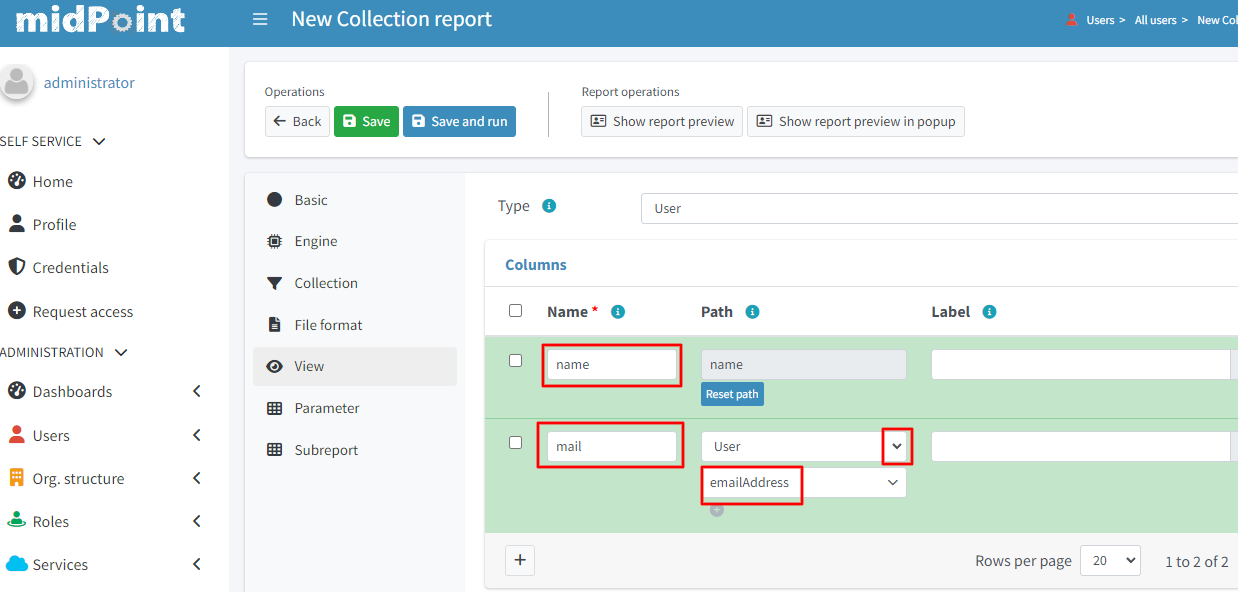 midPoint
New Collection report
Users > All users > New Col
administrator
SELF SERVICE
Home
Profile
Credentials
Request access
ADMINISTRATION
Dashboards
Users
Org. structure
Roles
Services
Operations
Back Save Save and run
Report operations
Show report preview Show report preview in popup
Basic
Engine
Collection
File format
View
Parameter
Subreport
Type i User
Columns
Name * i Path i Label i
name name
Reset path
mail User
emailAddress
+
+ Rows per page 20 1 to 2 of 2